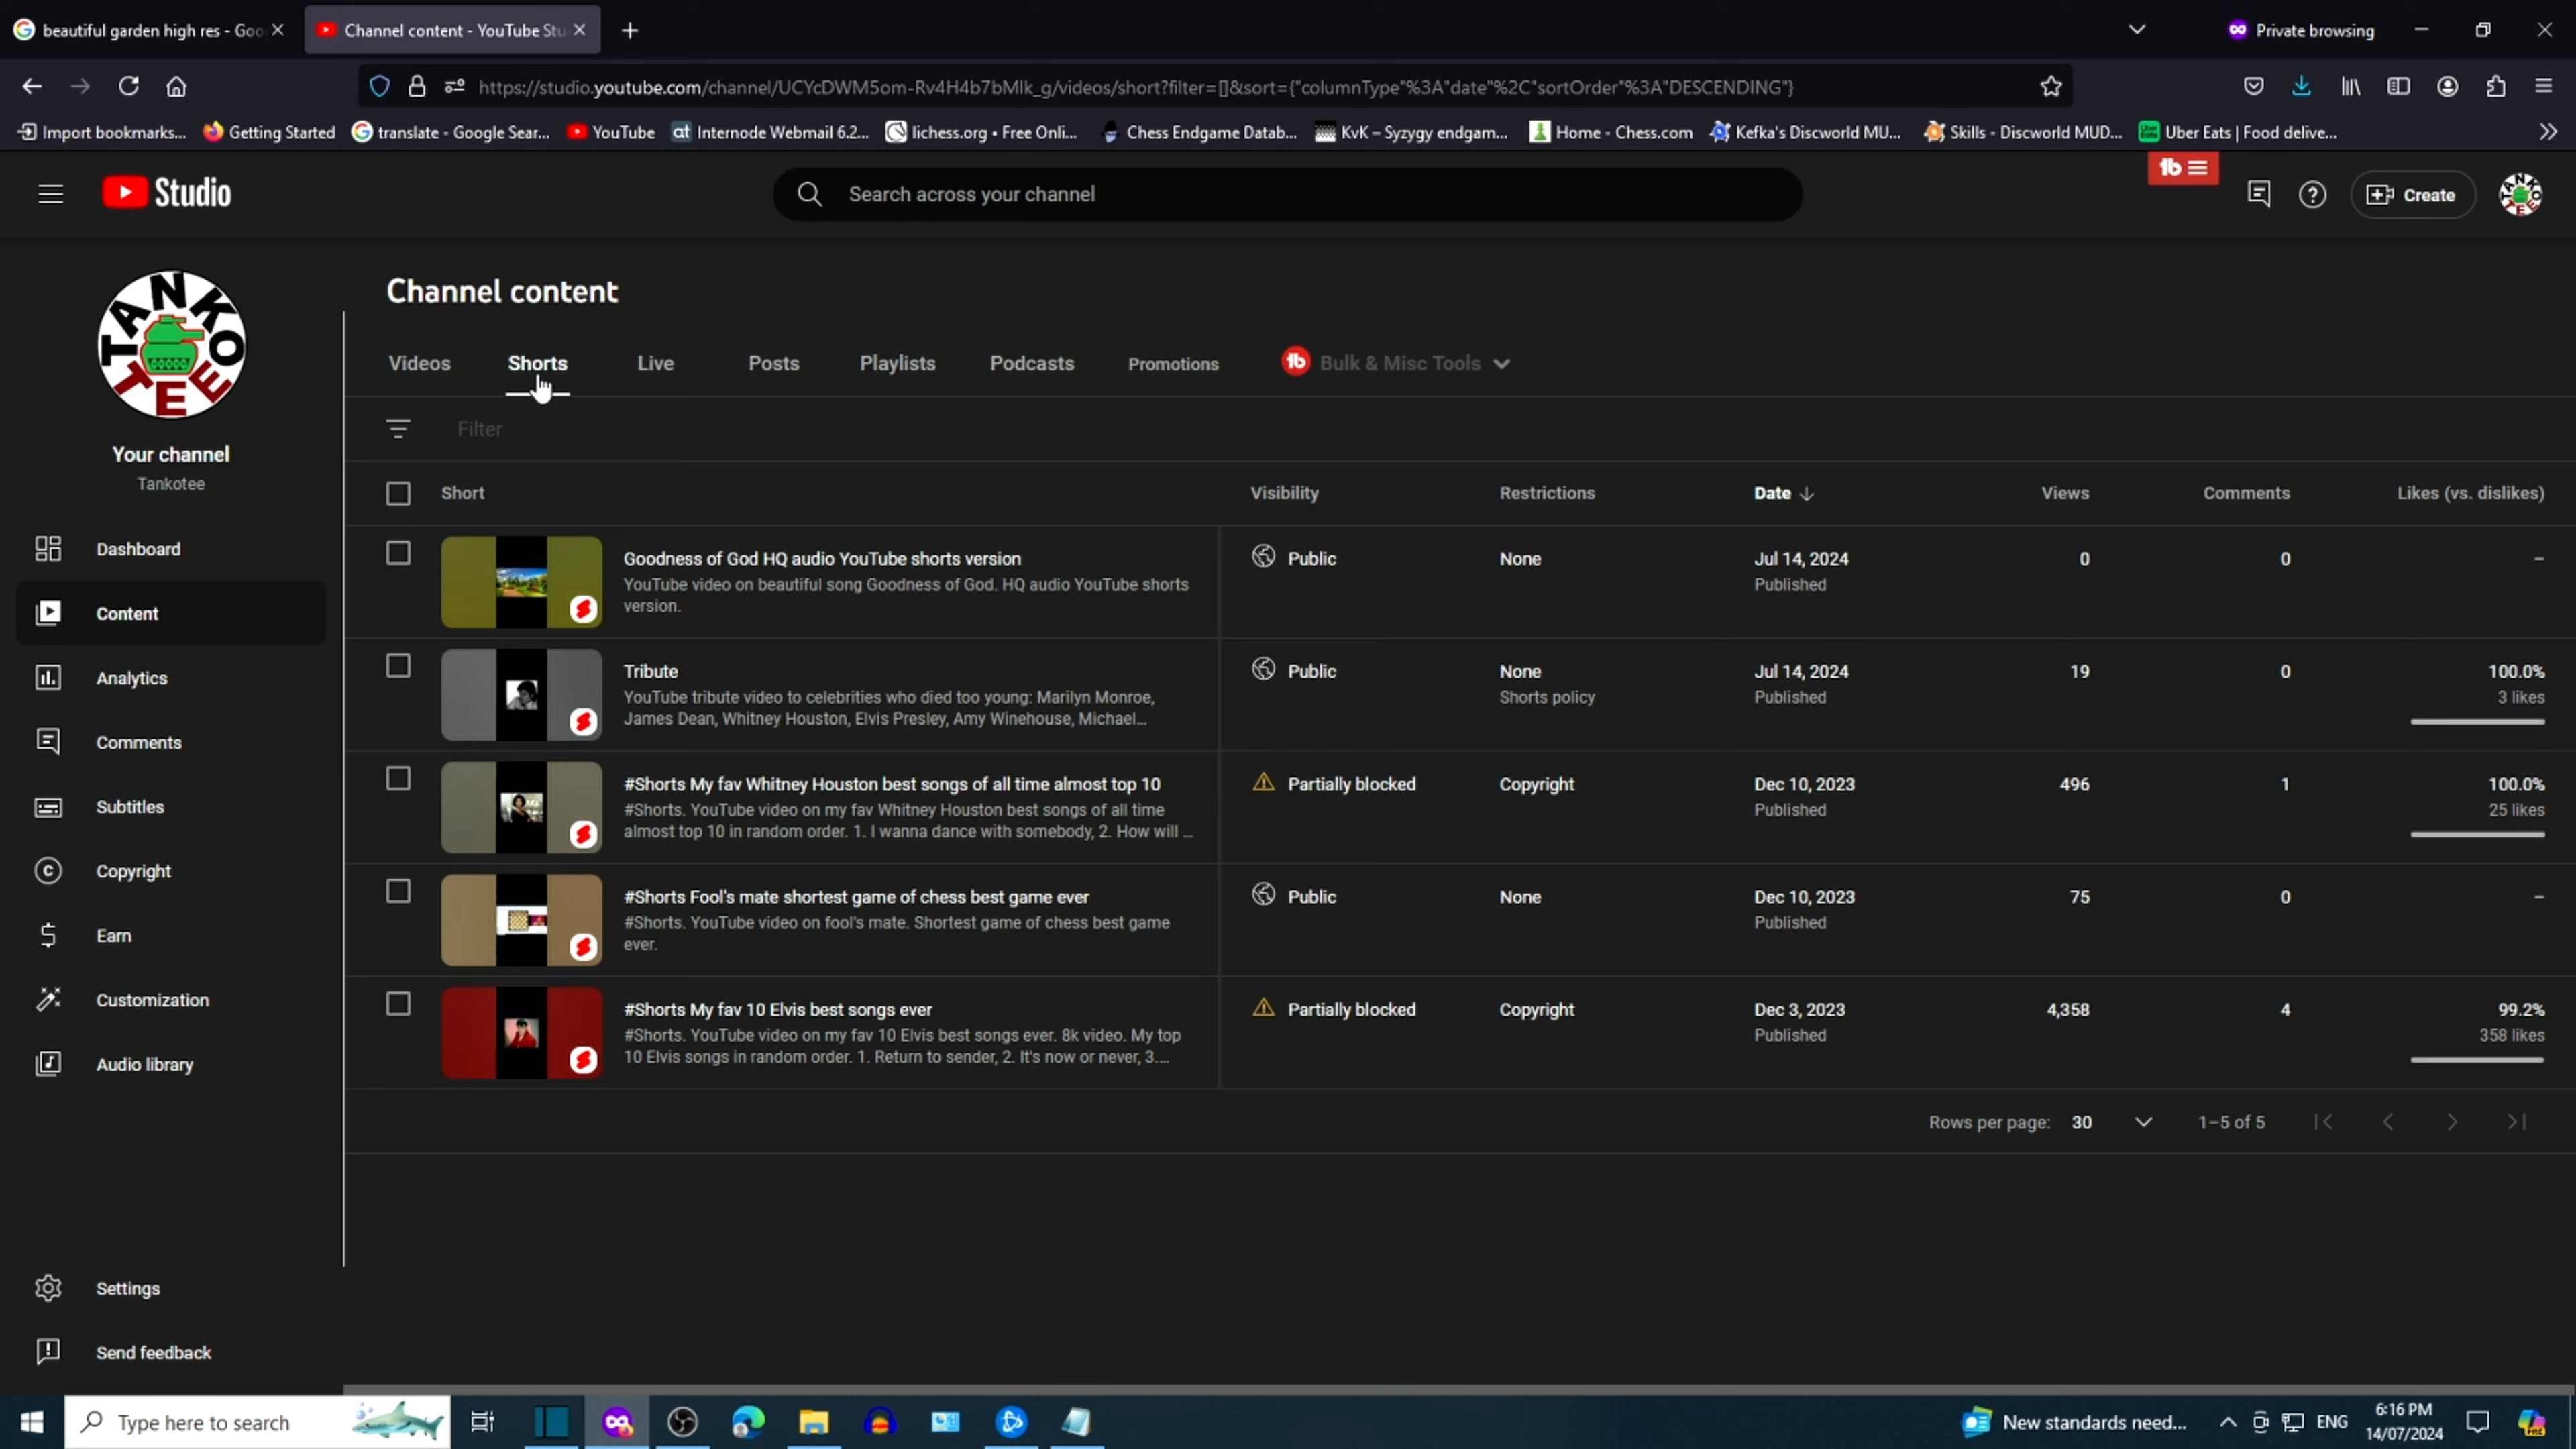 beautiful garden high res - Goo
Channel content - YouTube Stu
Private browsing
https://studio.youtube.com/channel/UCYcDWM5om-Rv4H4b7bMlk_g/videos/short?filter=[]&sort={"columnType"%3A"date"%2C"sortOrder"%3A"DESCENDING"}
Import bookmarks...
Getting Started
translate - Google Sear...
YouTube
Internode Webmail 6.2...
lichess.org • Free Onli...
Chess Endgame Datab...
KvK – Syzygy endgam...
Home - Chess.com
Kefka's Discworld MU...
Skills - Discworld MUD...
Uber Eats | Food delive...
Studio
Search across your channel
Create
TANKOTEE
Your channel
Tankotee
Dashboard
Content
Analytics
Comments
Subtitles
Copyright
Earn
Customization
Audio library
Settings
Send feedback
Channel content
Videos
Shorts
Live
Posts
Playlists
Podcasts
Promotions
Bulk & Misc Tools
Filter
Short
Visibility
Restrictions
Date
Views
Comments
Likes (vs. dislikes)
Goodness of God HQ audio YouTube shorts version
YouTube video on beautiful song Goodness of God. HQ audio YouTube shorts
version.
Public
None
Jul 14, 2024
Published
0
0
–
Tribute
YouTube tribute video to celebrities who died too young: Marilyn Monroe,
James Dean, Whitney Houston, Elvis Presley, Amy Winehouse, Michael...
Public
None
Shorts policy
Jul 14, 2024
Published
19
0
100.0%
3 likes
#Shorts My fav Whitney Houston best songs of all time almost top 10
#Shorts. YouTube video on my fav Whitney Houston best songs of all time
almost top 10 in random order. 1. I wanna dance with somebody, 2. How will ...
Partially blocked
Copyright
Dec 10, 2023
Published
496
1
100.0%
25 likes
#Shorts Fool's mate shortest game of chess best game ever
#Shorts. YouTube video on fool's mate. Shortest game of chess best game
ever.
Public
None
Dec 10, 2023
Published
75
0
–
#Shorts My fav 10 Elvis best songs ever
#Shorts. YouTube video on my fav 10 Elvis best songs ever. 8k video. My top
10 Elvis songs in random order. 1. Return to sender, 2. It's now or never, 3....
Partially blocked
Copyright
Dec 3, 2023
Published
4,358
4
99.2%
358 likes
Rows per page: 30
1–5 of 5
Type here to search
New standards need...
ENG
6:16 PM
14/07/2024